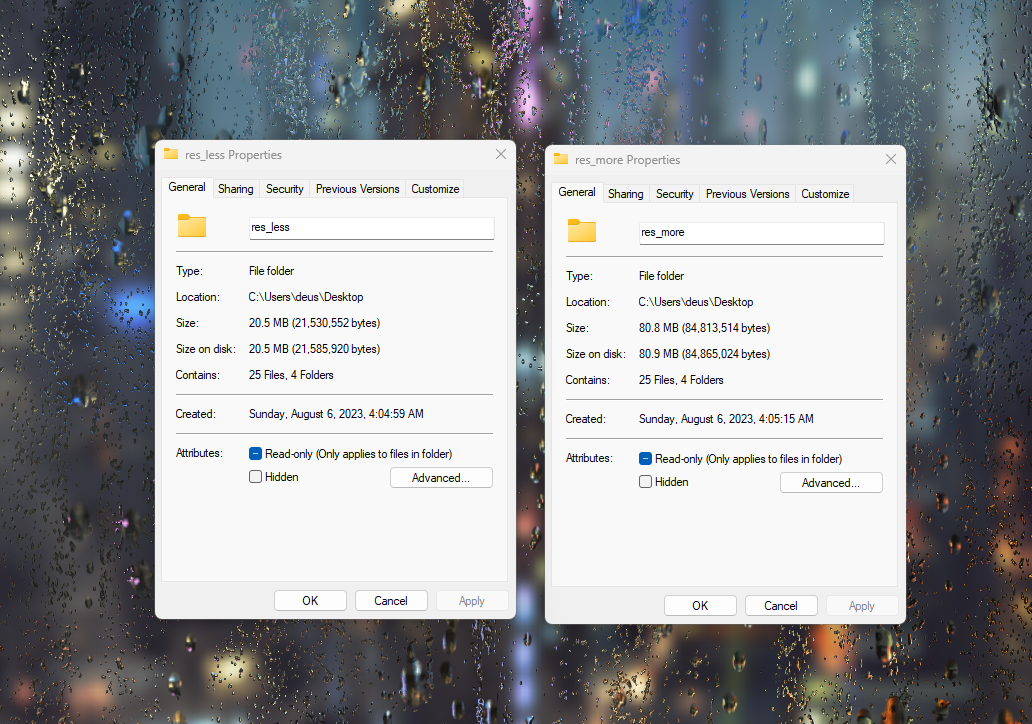 res_less Properties
General Sharing Security Previous Versions Customize
res_less
Type: File folder
Location: C:\Users\deus\Desktop
Size: 20.5 MB (21,530,552 bytes)
Size on disk: 20.5 MB (21,585,920 bytes)
Contains: 25 Files, 4 Folders
Created: Sunday, August 6, 2023, 4:04:59 AM
Attributes: Read-only (Only applies to files in folder)
Hidden Advanced...
OK Cancel Apply
res_more Properties
General Sharing Security Previous Versions Customize
res_more
Type: File folder
Location: C:\Users\deus\Desktop
Size: 80.8 MB (84,813,514 bytes)
Size on disk: 80.9 MB (84,865,024 bytes)
Contains: 25 Files, 4 Folders
Created: Sunday, August 6, 2023, 4:05:15 AM
Attributes: Read-only (Only applies to files in folder)
Hidden Advanced...
OK Cancel Apply